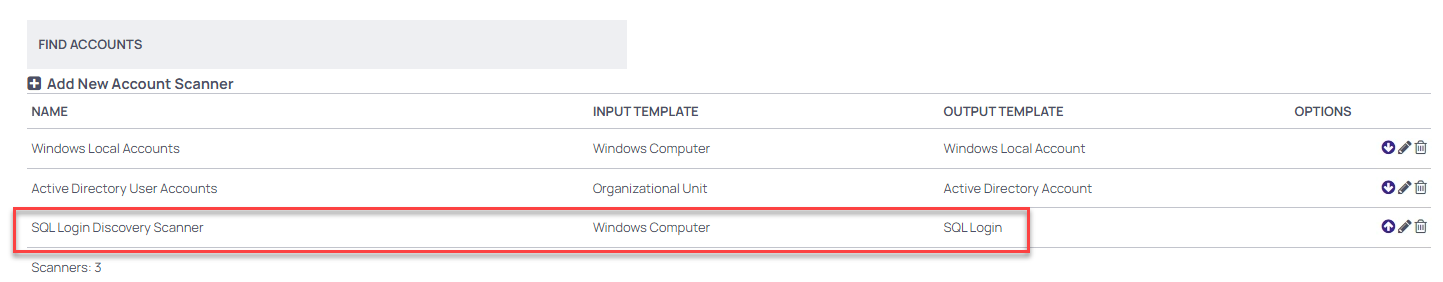 FIND ACCOUNTS
Add New Account Scanner
NAME INPUT TEMPLATE OUTPUT TEMPLATE OPTIONS
Windows Local Accounts Windows Computer Windows Local Account
Active Directory User Accounts Organizational Unit Active Directory Account
SQL Login Discovery Scanner Windows Computer SQL Login
Scanners: 3